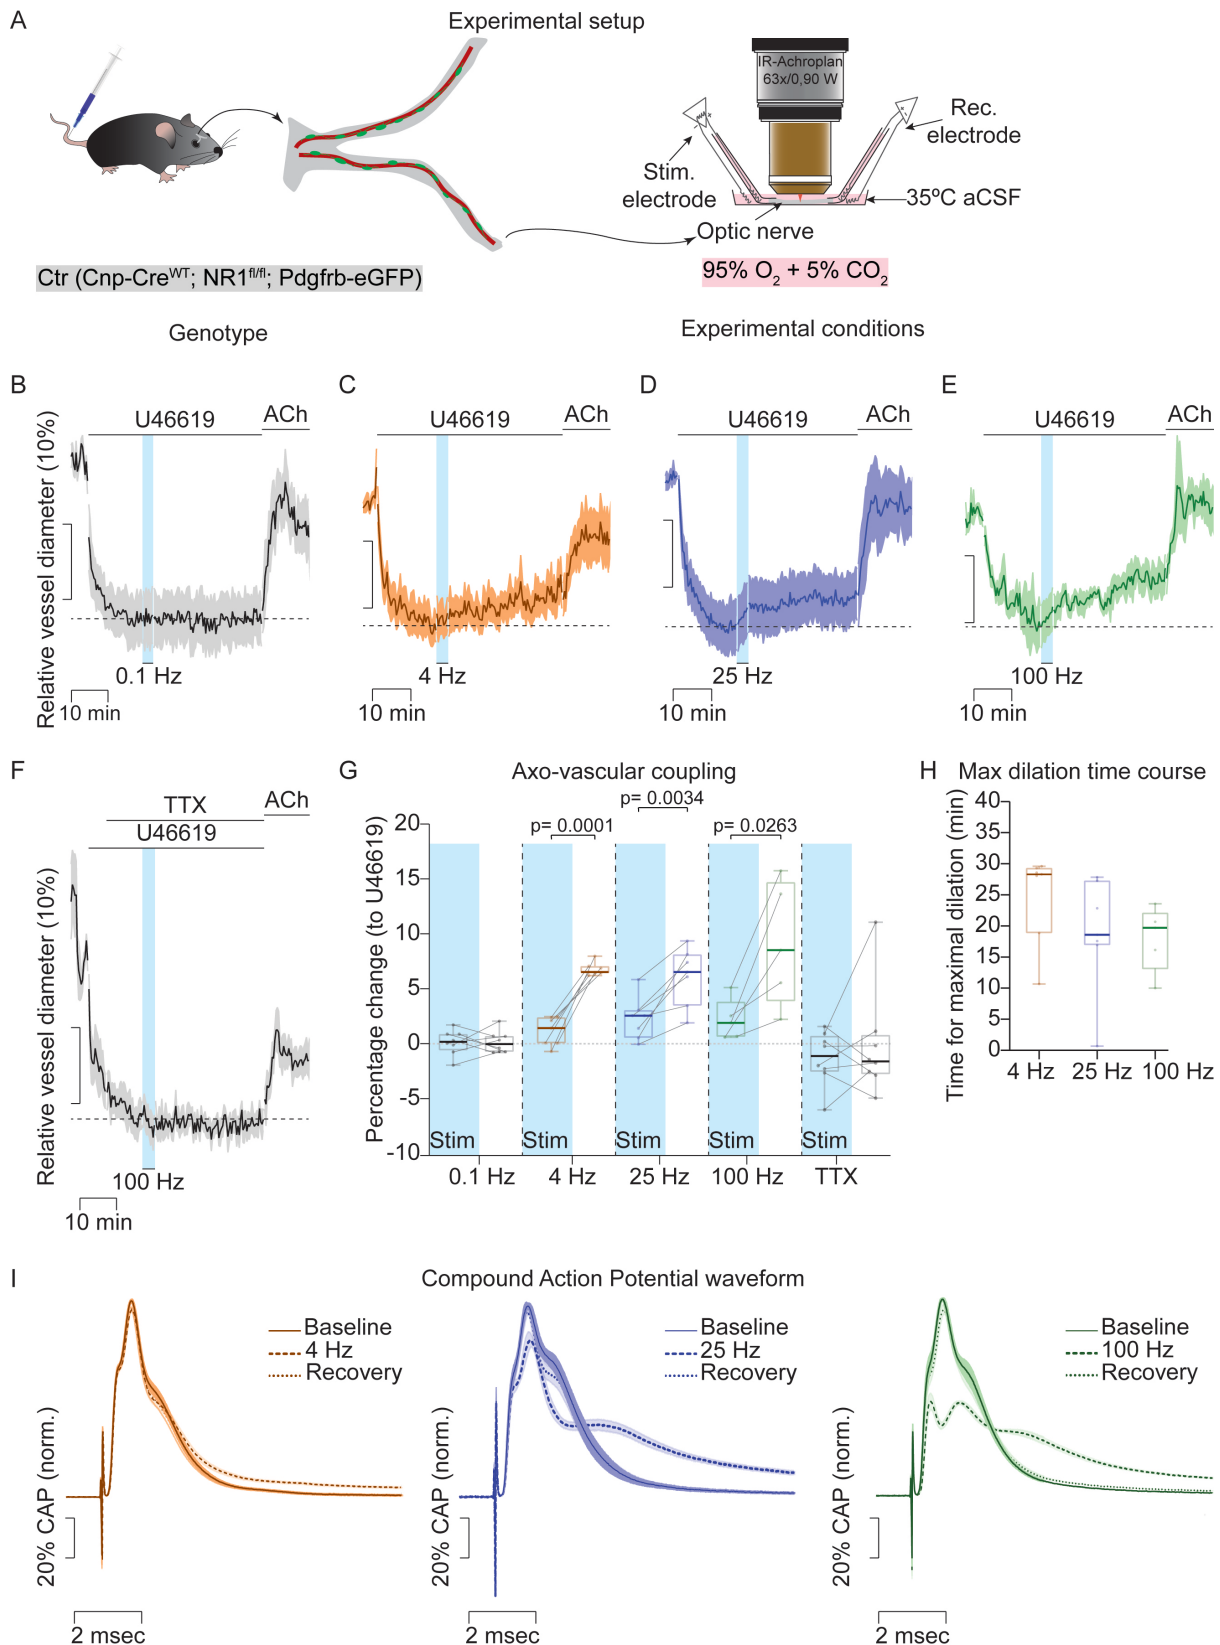 A
Experimental setup
IR-Achroplan
63x/0,90 W
Rec.
electrode
Stim.
electrode
35ºC aCSF
Optic nerve
Ctr (Cnp-Cre^WT; NR1^fl/fl; Pdgfrb-eGFP)
95% O₂ + 5% CO₂
Genotype
Experimental conditions
B
C
D
E
Relative vessel diameter (10%)
U46619
ACh
0.1 Hz
10 min
U46619
ACh
4 Hz
10 min
U46619
ACh
25 Hz
10 min
U46619
ACh
100 Hz
10 min
F
Relative vessel diameter (10%)
TTX
U46619
ACh
100 Hz
10 min
G
Axo-vascular coupling
p= 0.0001
p= 0.0034
p= 0.0263
Percentage change (to U46619)
20
15
10
5
0
-5
-10
Stim
Stim
Stim
Stim
Stim
0.1 Hz
4 Hz
25 Hz
100 Hz
TTX
H
Max dilation time course
Time for maximal dilation (min)
40
35
30
25
20
15
10
5
0
4 Hz
25 Hz
100 Hz
I
Compound Action Potential waveform
Baseline
4 Hz
Recovery
20% CAP (norm.)
2 msec
Baseline
25 Hz
Recovery
20% CAP (norm.)
2 msec
Baseline
100 Hz
Recovery
20% CAP (norm.)
2 msec